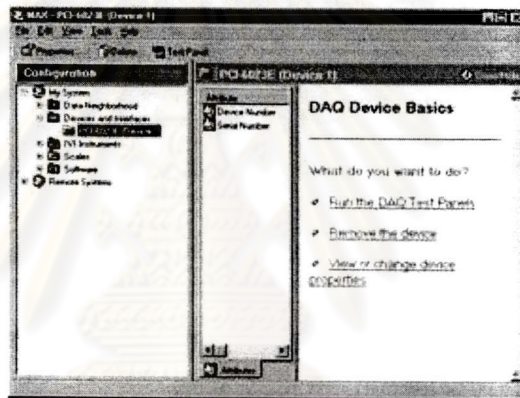 MAX - PCI-6023E (Device 1)
File Edit View Tools Help
Properties Delete Test Panel
Configuration
My System
Data Neighborhood
Devices and Interfaces
PCI-6023E (Device
IVI Instruments
Scales
Software
Remote Systems
PCI-6023E (Device 1)
Attribute
Device Number
Serial Number
Attributes
DAQ Device Basics
What do you want to do?
Run the DAQ Test Panels
Remove the device
View or change device
properties